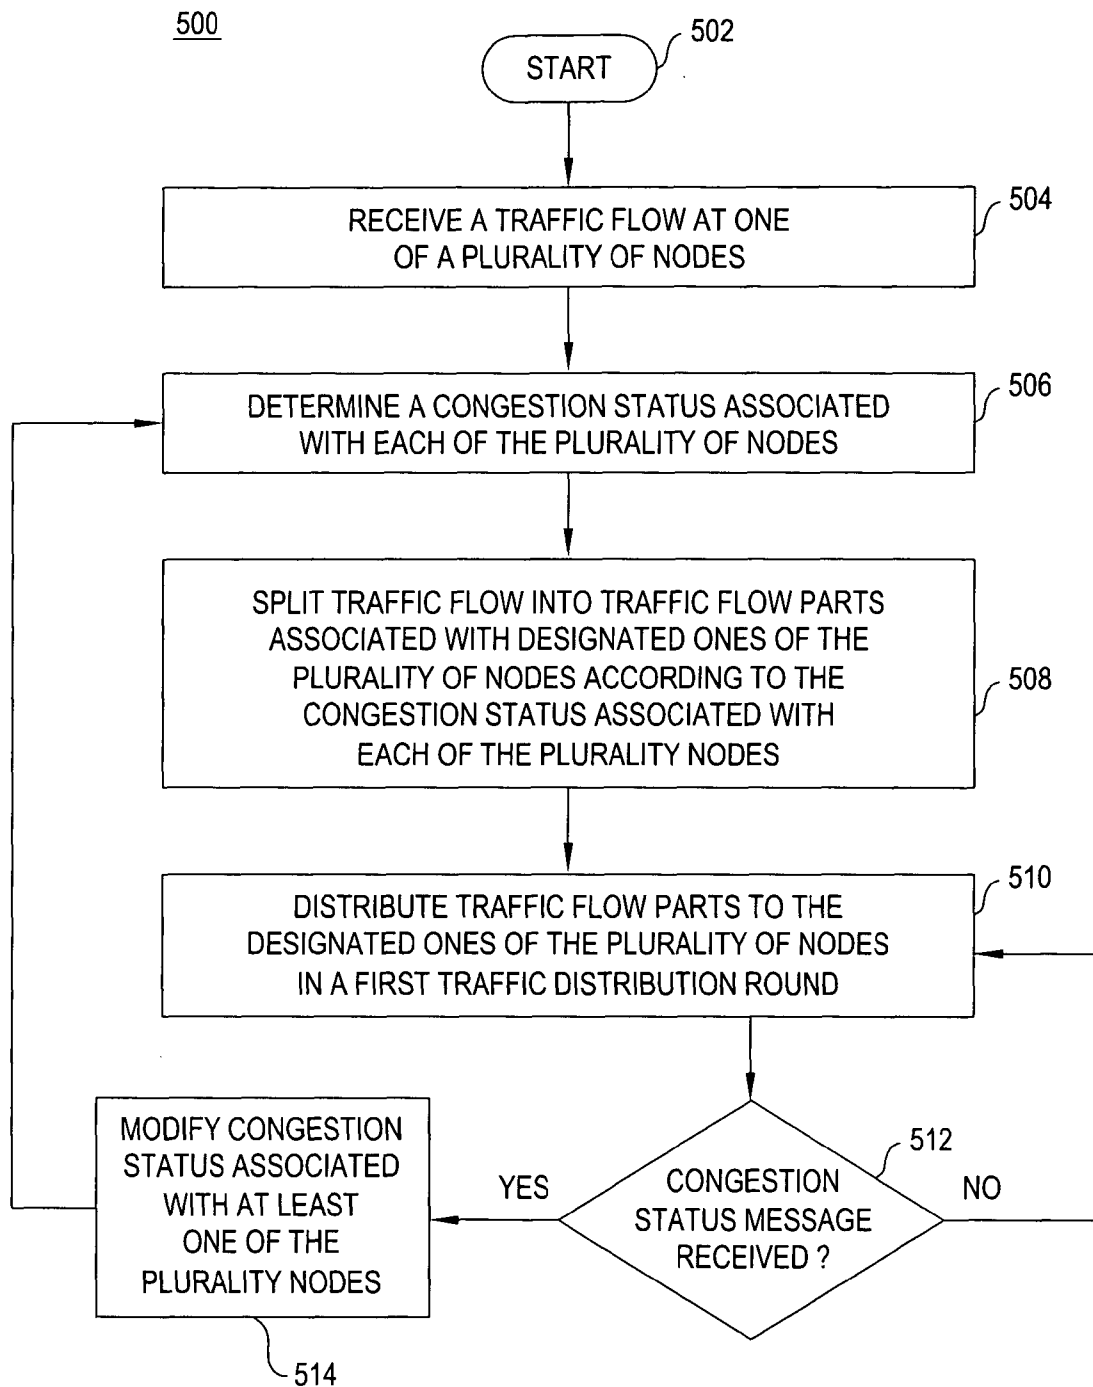 500
502
START
504
RECEIVE A TRAFFIC FLOW AT ONE
OF A PLURALITY OF NODES
506
DETERMINE A CONGESTION STATUS ASSOCIATED
WITH EACH OF THE PLURALITY OF NODES
SPLIT TRAFFIC FLOW INTO TRAFFIC FLOW PARTS
ASSOCIATED WITH DESIGNATED ONES OF THE
PLURALITY OF NODES ACCORDING TO THE
CONGESTION STATUS ASSOCIATED WITH
EACH OF THE PLURALITY NODES
508
510
DISTRIBUTE TRAFFIC FLOW PARTS TO THE
DESIGNATED ONES OF THE PLURALITY OF NODES
IN A FIRST TRAFFIC DISTRIBUTION ROUND
512
CONGESTION
STATUS MESSAGE
RECEIVED ?
YES
NO
MODIFY CONGESTION
STATUS ASSOCIATED
WITH AT LEAST
ONE OF THE
PLURALITY NODES
514